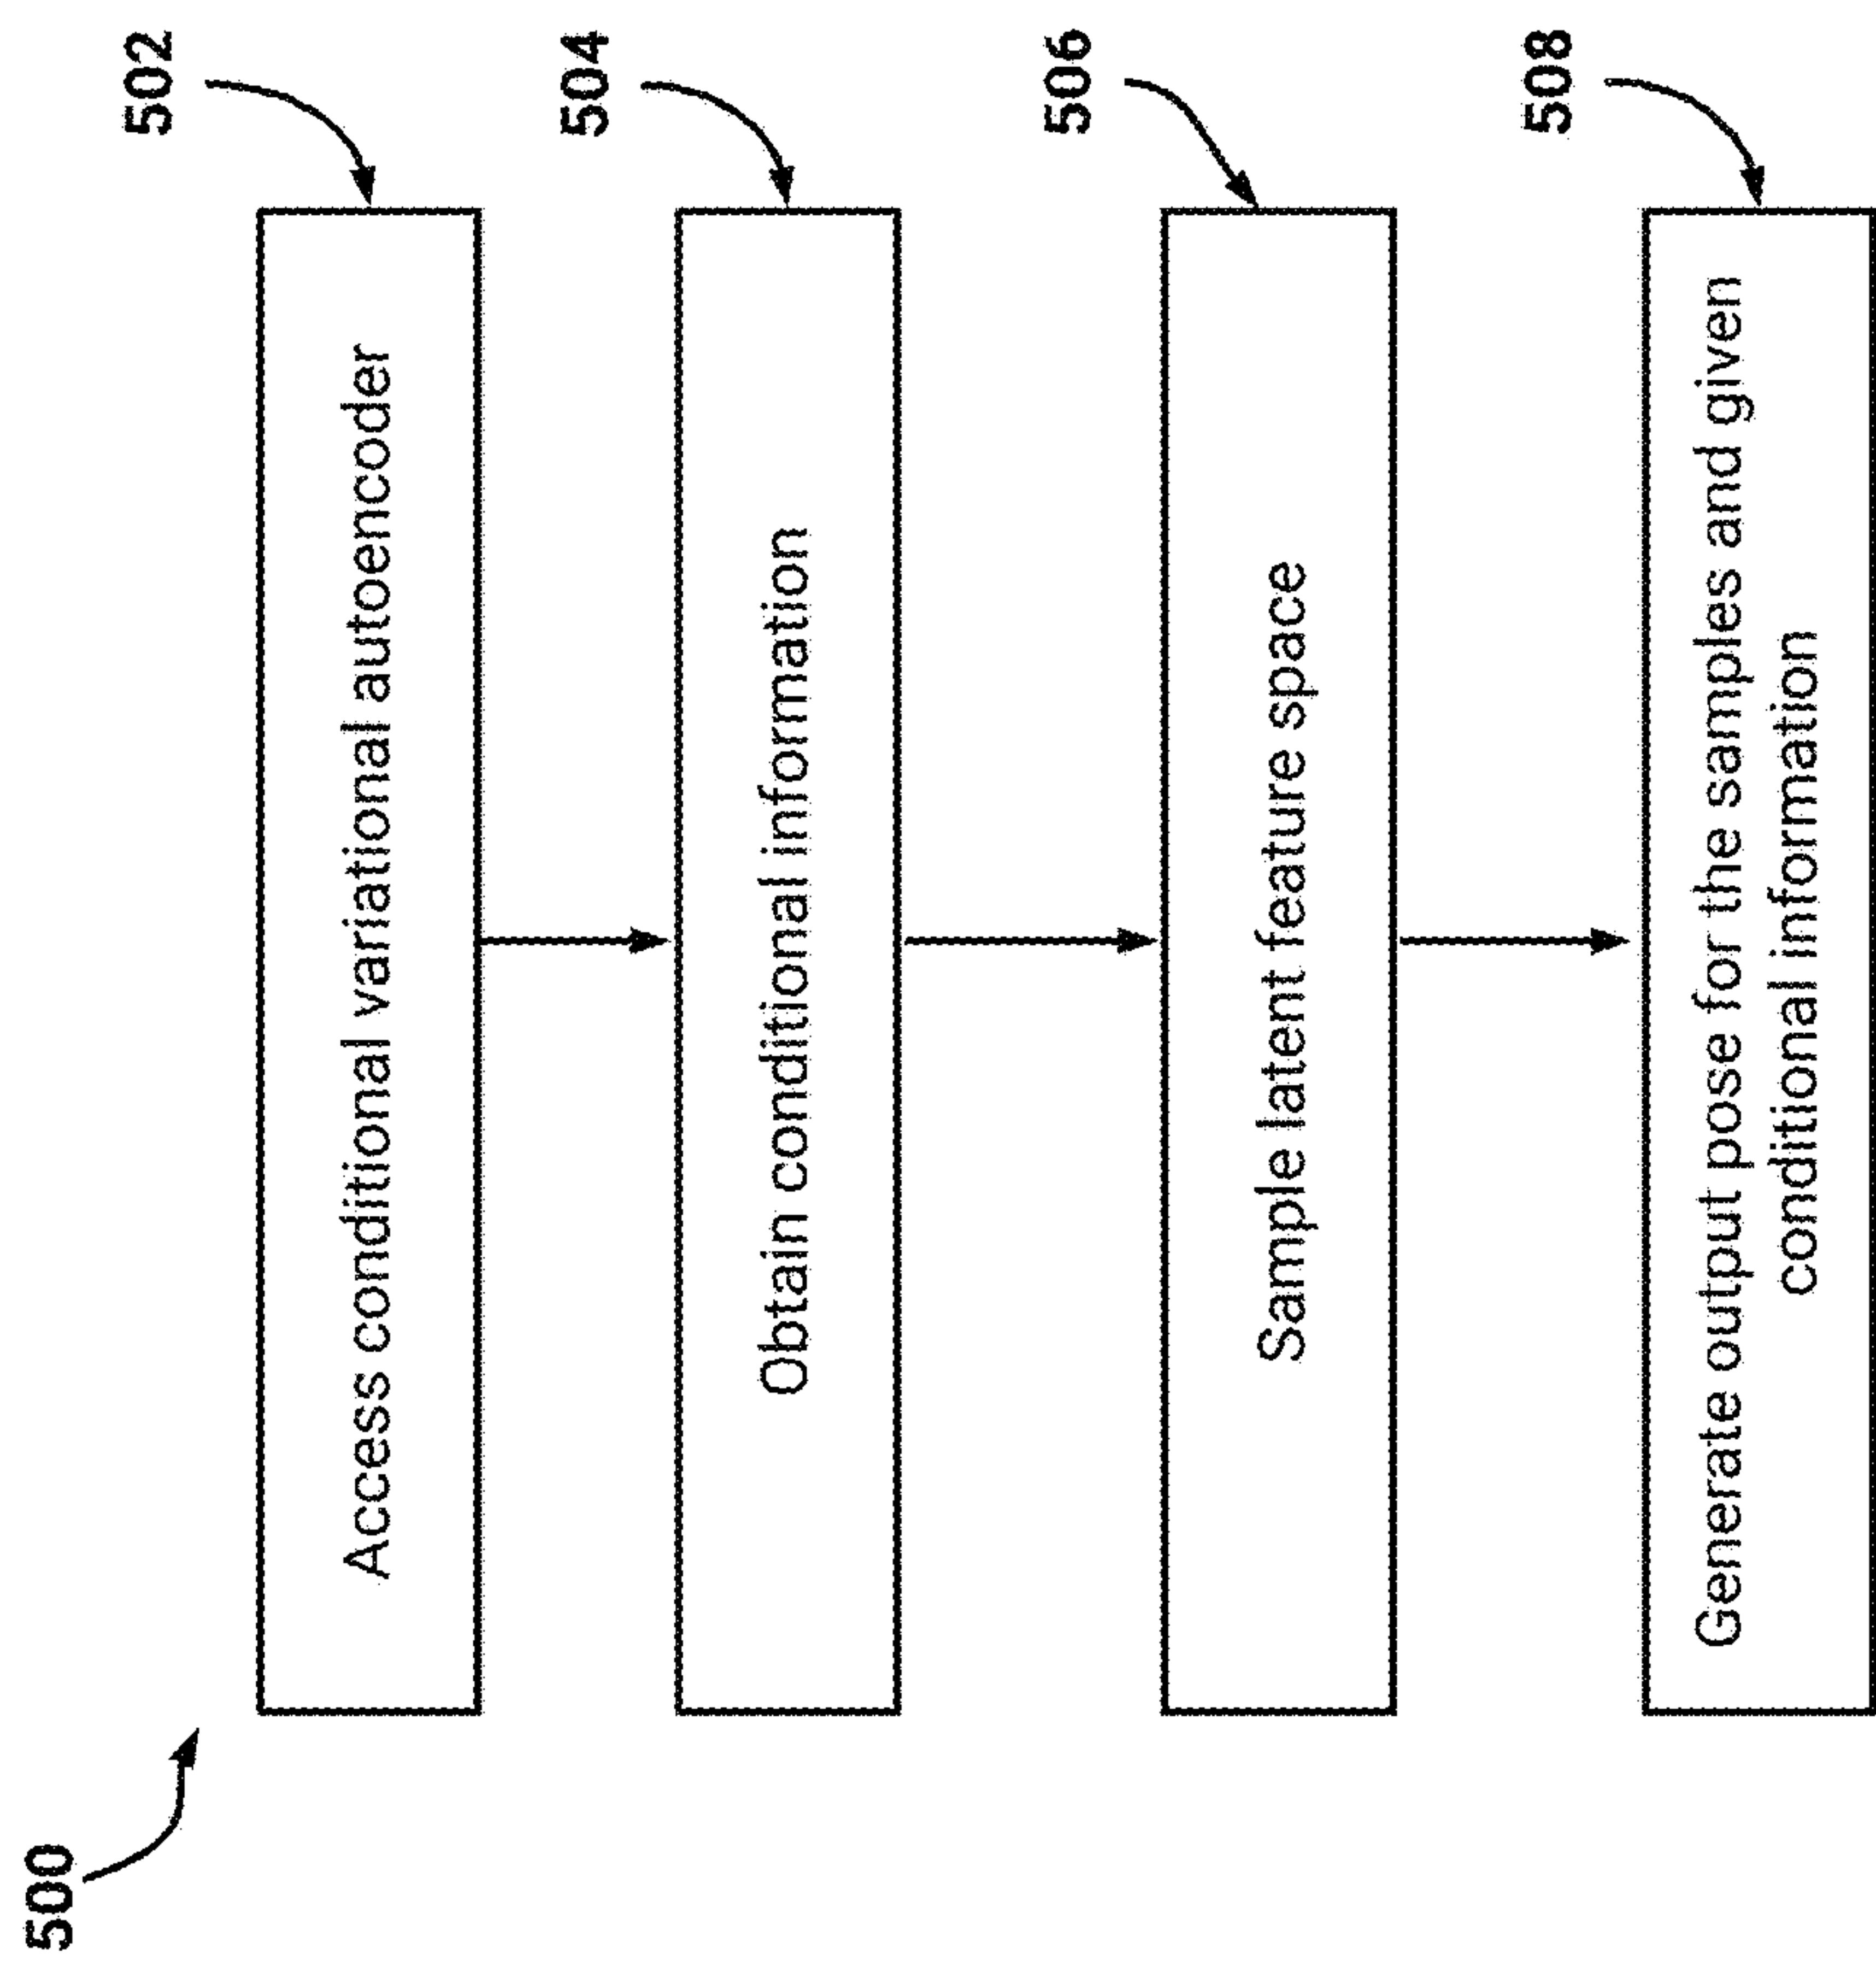 500
502
Access conditional variational autoencoder
504
Obtain conditional information
506
Sample latent feature space
508
Generate output pose for the samples and given
conditional information